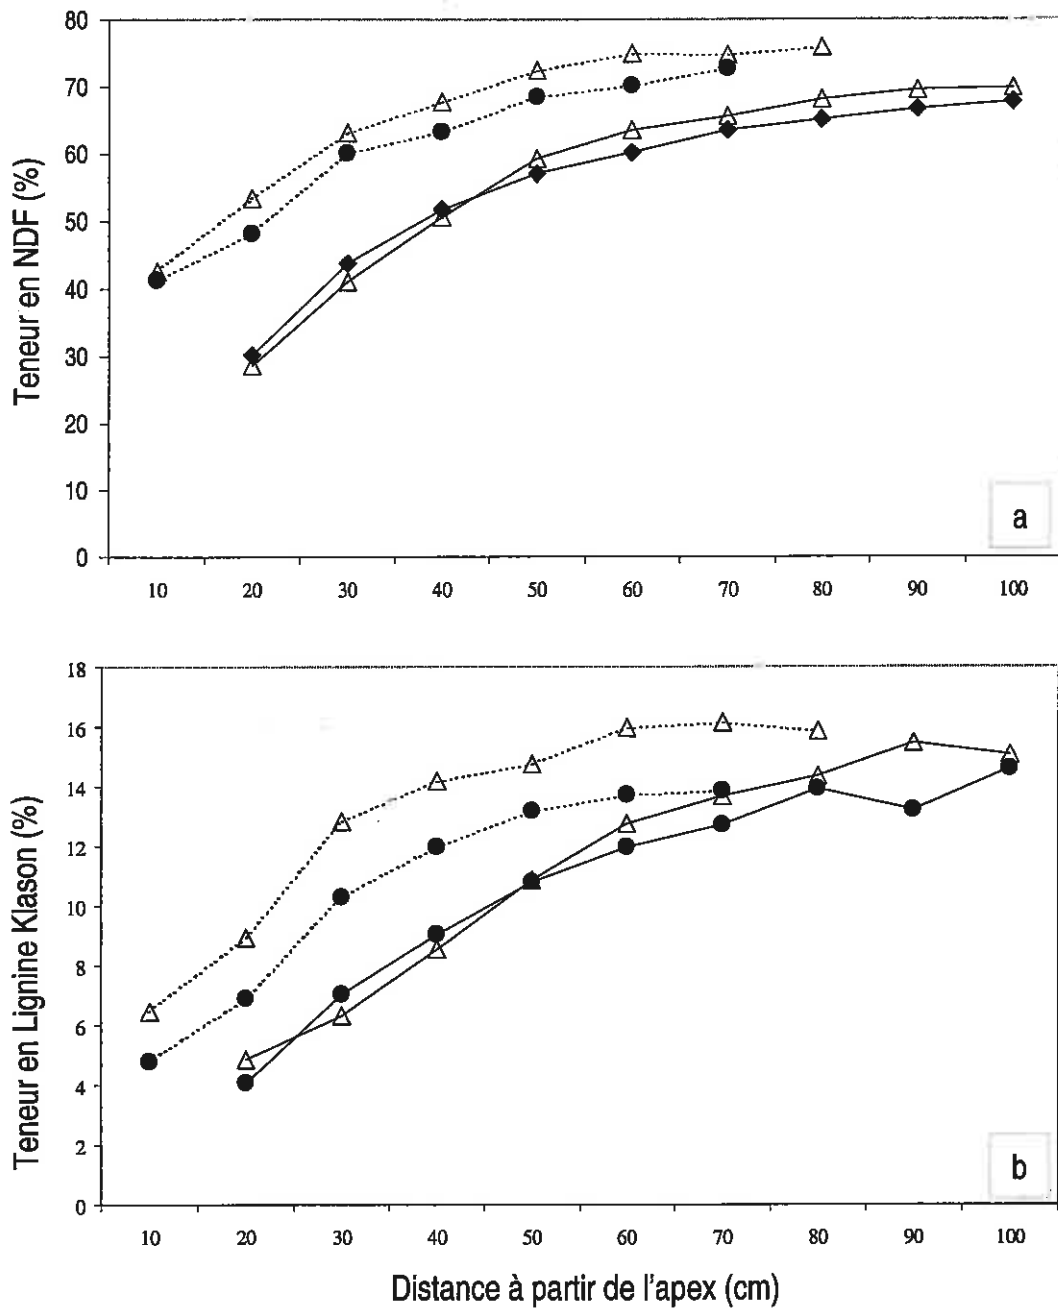 80
70
60
50
40
30
20
10
0
Teneur en NDF (%)
a
10 20 30 40 50 60 70 80 90 100
18
16
14
12
10
8
6
4
2
0
Teneur en Lignine Klason (%)
b
10 20 30 40 50 60 70 80 90 100
Distance à partir de l'apex (cm)